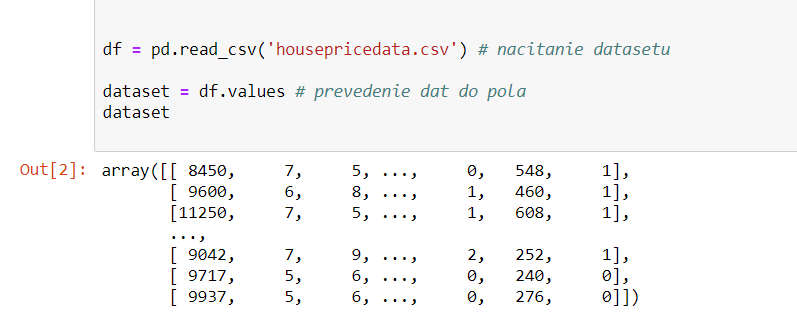 df = pd.read_csv('housepricedata.csv') # nacitanie datasetu
dataset = df.values # prevedenie dat do pola
dataset
Out[2]: array([[ 8450, 7, 5, ..., 0, 548, 1],
[ 9600, 6, 8, ..., 1, 460, 1],
[11250, 7, 5, ..., 1, 608, 1],
...,
[ 9042, 7, 9, ..., 2, 252, 1],
[ 9717, 5, 6, ..., 0, 240, 0],
[ 9937, 5, 6, ..., 0, 276, 0]])